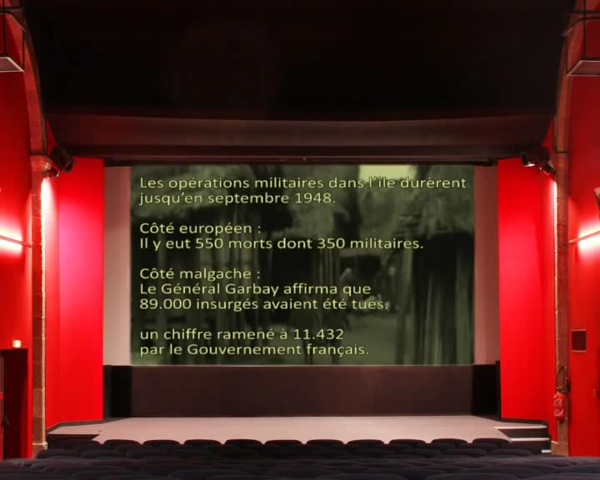 Les opérations militaires dans l'île durèrent
jusqu'en septembre 1948.
Côté européen :
Il y eut 550 morts dont 350 militaires.
Côté malgache :
Le Général Garbay affirma que
89.000 insurgés avaient été tués,
un chiffre ramené à 11.432
par le Gouvernement français.